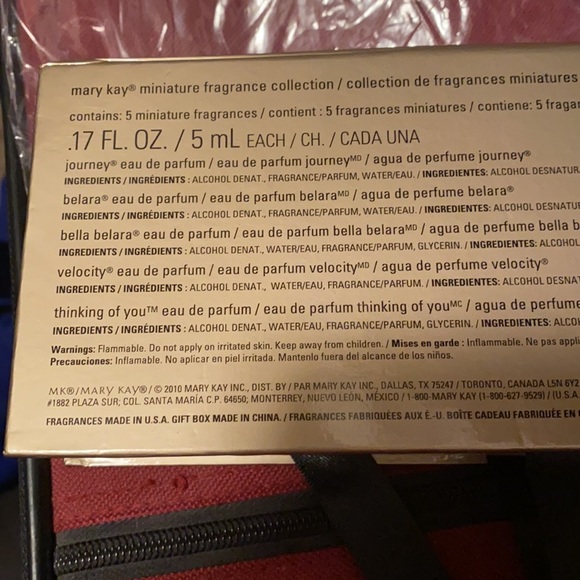 mary kay® miniature fragrance collection / collection de fragrances miniatures
contains: 5 miniature fragrances / contient : 5 fragrances miniatures / contiene: 5
.17 FL. OZ. / 5 mL EACH / CH. / CADA UNA
journey® eau de parfum / eau de parfum journeyMD / agua de perfume journey®
INGREDIENTS / INGRÉDIENTS : ALCOHOL DENAT., FRAGRANCE/PARFUM, WATER/EAU. / INGREDIENTES: ALCOHOL
belara® eau de parfum / eau de parfum belaraMD / agua de perfume belara®
INGREDIENTS / INGRÉDIENTS : ALCOHOL DENAT., FRAGRANCE/PARFUM, WATER/EAU. / INGREDIENTES: ALCOHOL
bella belara® eau de parfum / eau de parfum bella belaraMD / agua de perfume bella
INGREDIENTS / INGRÉDIENTS : ALCOHOL DENAT., WATER/EAU, FRAGRANCE/PARFUM, GLYCERIN. / INGREDIENTES:
velocity® eau de parfum / eau de parfum velocityMD / agua de perfume velocity®
INGREDIENTS / INGRÉDIENTS : ALCOHOL DENAT., WATER/EAU, FRAGRANCE/PARFUM. / INGREDIENTES: ALCOHOL
thinking of you™ eau de parfum / eau de parfum thinking of youMC / agua de perfume
INGREDIENTS / INGRÉDIENTS : ALCOHOL DENAT., WATER/EAU, FRAGRANCE/PARFUM, GLYCERIN. / INGREDIENTES:
Warnings: Flammable. Do not apply on irritated skin. Keep away from children. / Mises en garde : Inflammable. Ne pas
Precauciones: Inflamable. No aplicar en piel irritada. Mantenlo fuera del alcance de los niños.
MK®/MARY KAY®/ © 2010 MARY KAY INC., DIST. BY / PAR MARY KAY INC., DALLAS, TX 75247 / TORONTO, CANADA L5N
#1882 PLAZA SUR; COL. SANTA MARÍA C.P. 64650; MONTERREY, NUEVO LEÓN, MÉXICO / 1-800-MARY KAY (1-800-627-9529) /
FRAGRANCES MADE IN U.S.A. GIFT BOX MADE IN CHINA. / FRAGRANCES FABRIQUÉES AUX É.-U. BOÎTE CADEAU FABRIQUÉE EN